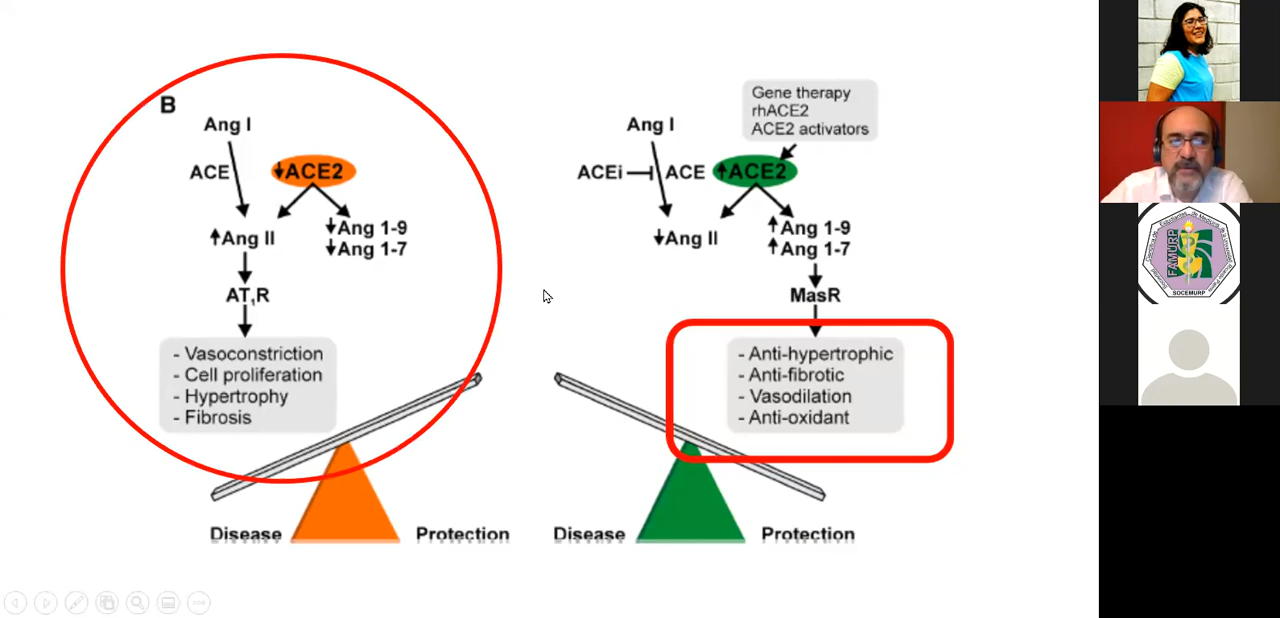 B
Ang I
ACE
↓ACE2
↑Ang II
↓Ang 1-9
↓Ang 1-7
AT1R
- Vasoconstriction
- Cell proliferation
- Hypertrophy
- Fibrosis
Disease
Protection
Gene therapy
rhACE2
ACE2 activators
Ang I
ACEi
ACE
↑ACE2
↓Ang II
↑Ang 1-9
↑Ang 1-7
MasR
- Anti-hypertrophic
- Anti-fibrotic
- Vasodilation
- Anti-oxidant
Disease
Protection
FAMURP
SOCEMURP